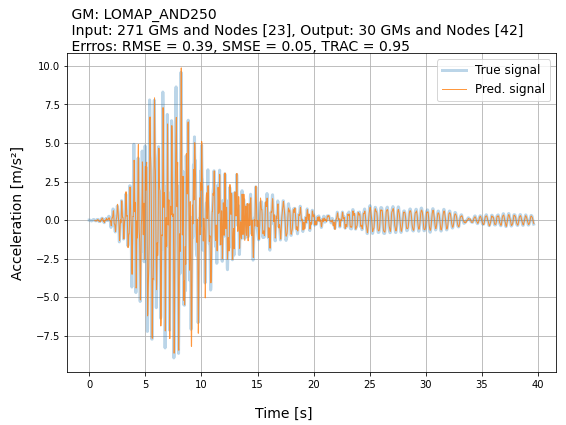 GM: LOMAP_AND250
Input: 271 GMs and Nodes [23], Output: 30 GMs and Nodes [42]
Errros: RMSE = 0.39, SMSE = 0.05, TRAC = 0.95
True signal
Pred. signal
Acceleration [m/s²]
10.0
7.5
5.0
2.5
0.0
−2.5
−5.0
−7.5
0 5 10 15 20 25 30 35 40
Time [s]